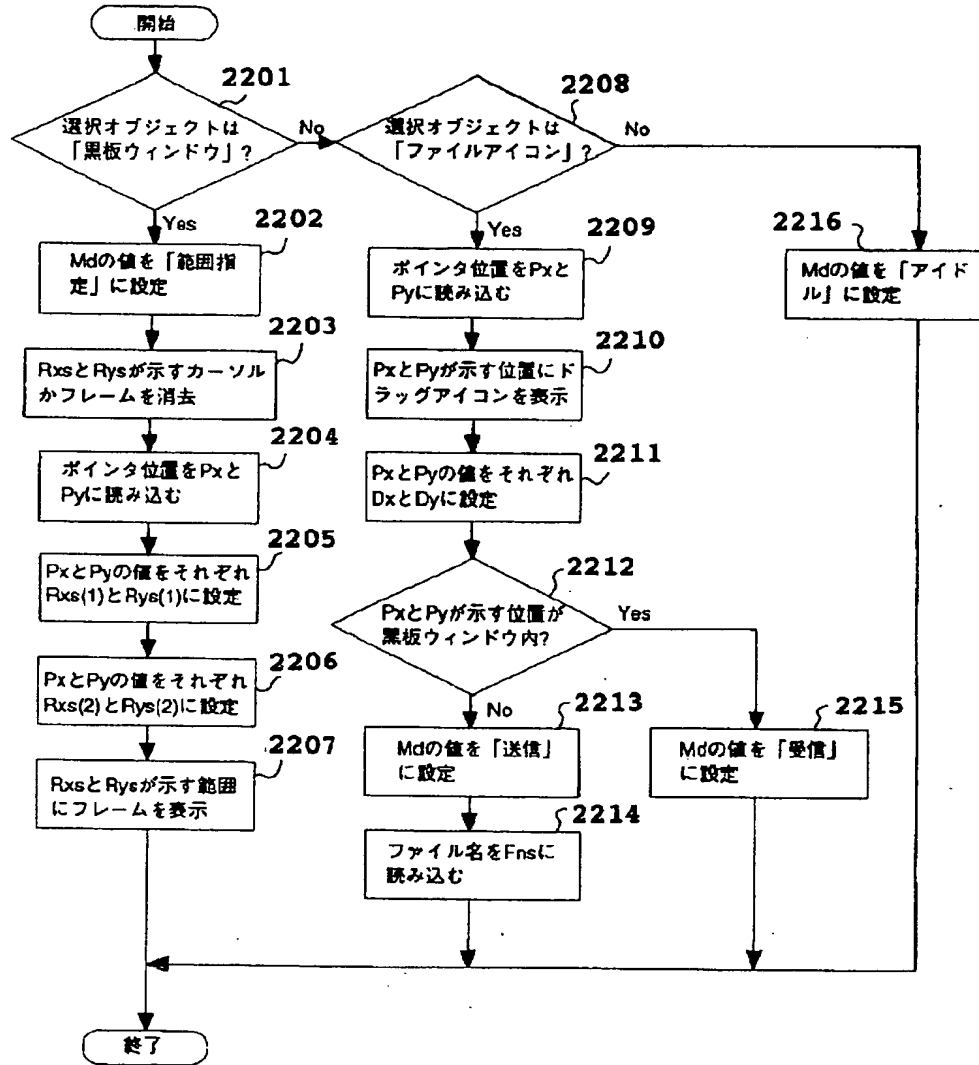 開始
2201
選択オブジェクトは
「黒板ウィンドウ」?
No
Yes
2202
Mdの値を「範囲指
定」に設定
2203
RxsとRysが示すカーソル
かフレームを消去
2204
ポインタ位置をPxと
Pyに読み込む
2205
PxとPyの値をそれぞれ
Rxs(1)とRys(1)に設定
2206
PxとPyの値をそれぞれ
Rxs(2)とRys(2)に設定
2207
RxsとRysが示す範囲
にフレームを表示
2208
選択オブジェクトは
「ファイルアイコン」?
No
Yes
2209
ポインタ位置をPxと
Pyに読み込む
2210
PxとPyが示す位置にド
ラッグアイコンを表示
2211
PxとPyの値をそれぞれ
DxとDyに設定
2212
PxとPyが示す位置が
黒板ウィンドウ内?
Yes
No
2213
Mdの値を「送信」
に設定
2214
ファイル名をFnsに
読み込む
2215
Mdの値を「受信」
に設定
2216
Mdの値を「アイド
ル」に設定
終了